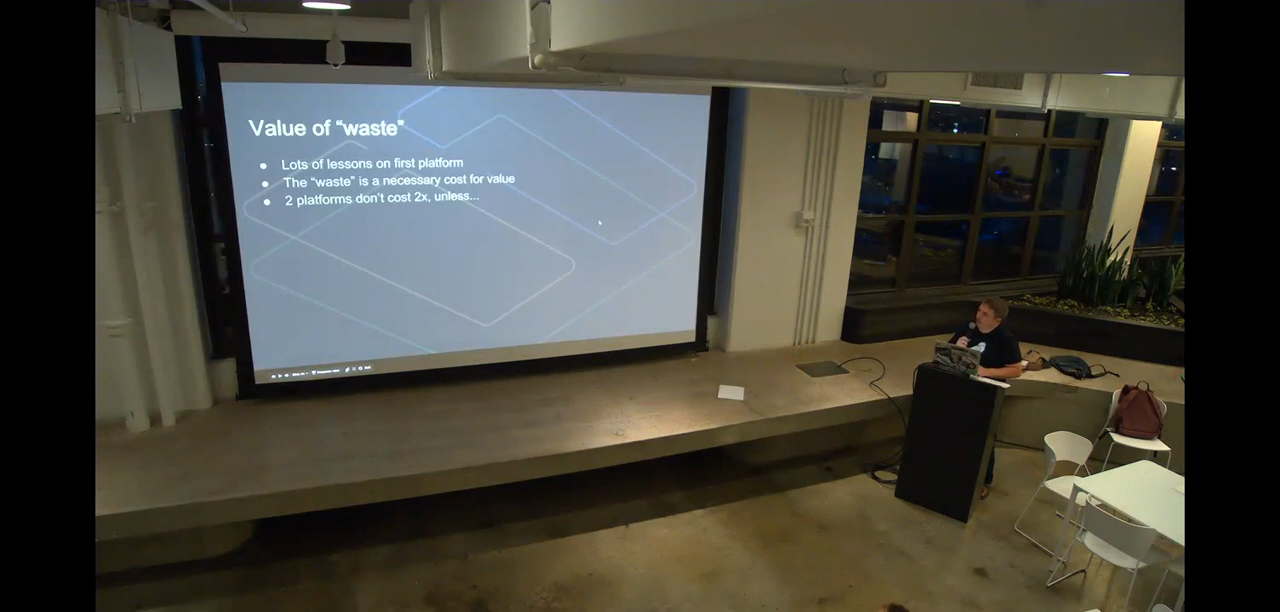 Value of “waste”
● Lots of lessons on first platform
● The “waste” is a necessary cost for value
● 2 platforms don’t cost 2x, unless...